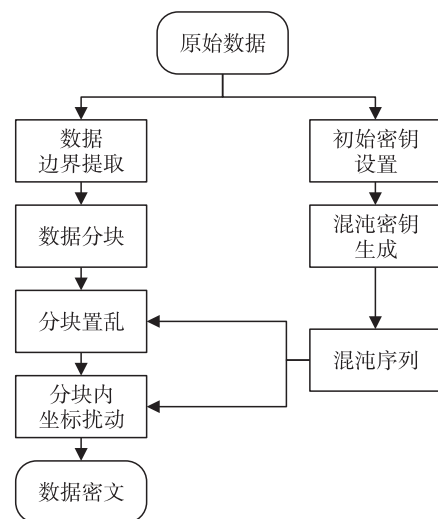 原始数据
数据
边界提取
初始密钥
设置
数据分块
混沌密钥
生成
分块置乱
混沌序列
分块内
坐标扰动
数据密文